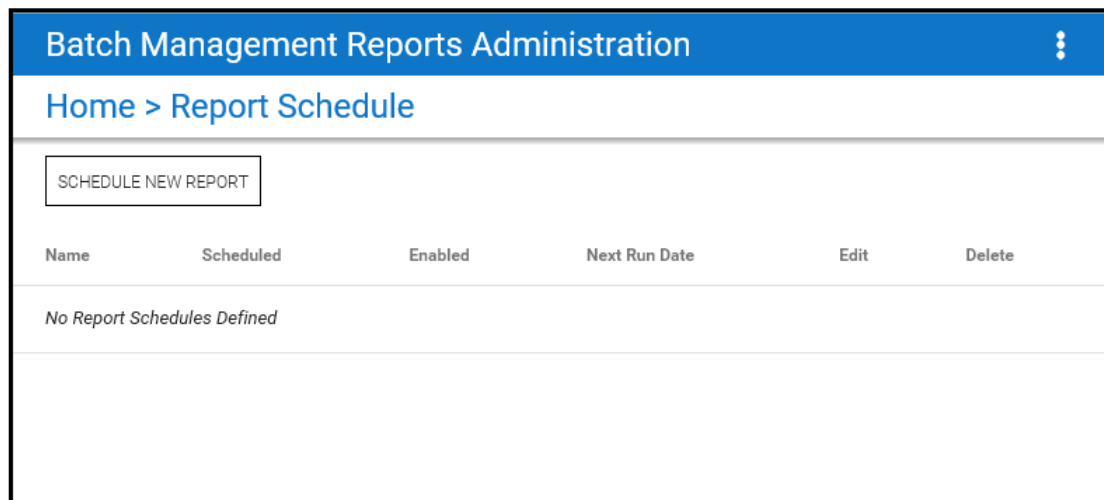 Batch Management Reports Administration
Home > Report Schedule
SCHEDULE NEW REPORT
Name Scheduled Enabled Next Run Date Edit Delete
No Report Schedules Defined